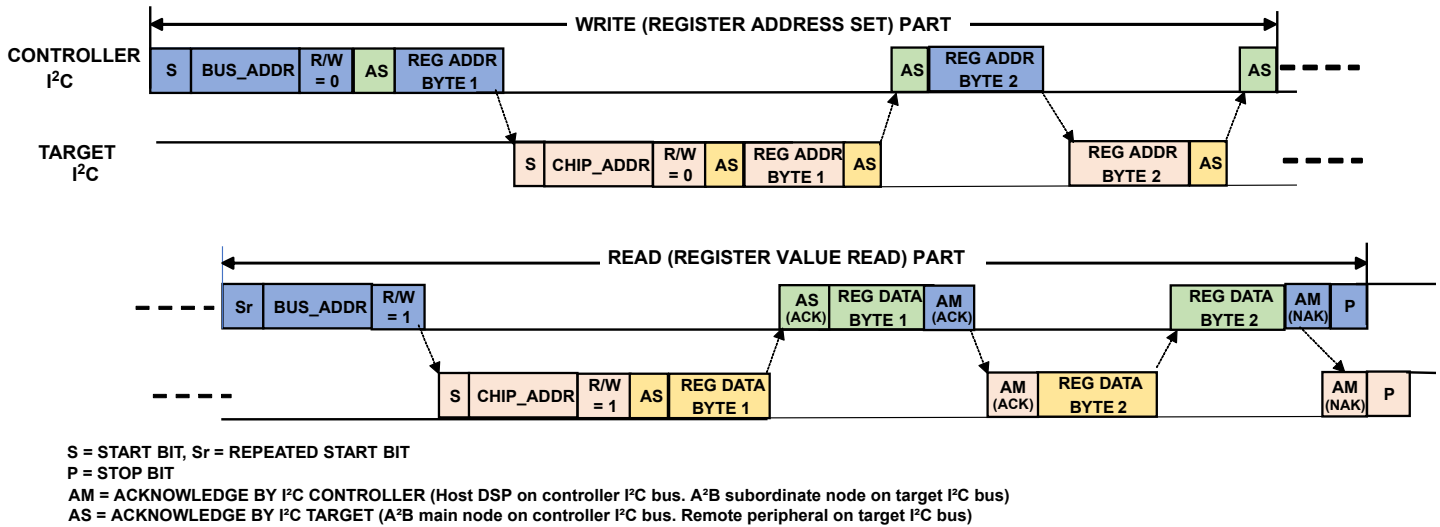 WRITE (REGISTER ADDRESS SET) PART
CONTROLLER
I²C
S BUS_ADDR R/W = 0 AS REG ADDR BYTE 1 AS REG ADDR BYTE 2 AS
TARGET
I²C
S CHIP_ADDR R/W = 0 AS REG ADDR BYTE 1 AS REG ADDR BYTE 2 AS
READ (REGISTER VALUE READ) PART
Sr BUS_ADDR R/W = 1 AS (ACK) REG DATA BYTE 1 AM (ACK) REG DATA BYTE 2 AM (NAK) P
S CHIP_ADDR R/W = 1 AS REG DATA BYTE 1 AM (ACK) REG DATA BYTE 2 AM (NAK) P
S = START BIT, Sr = REPEATED START BIT
P = STOP BIT
AM = ACKNOWLEDGE BY I²C CONTROLLER (Host DSP on controller I²C bus. A²B subordinate node on target I²C bus)
AS = ACKNOWLEDGE BY I²C TARGET (A²B main node on controller I²C bus. Remote peripheral on target I²C bus)